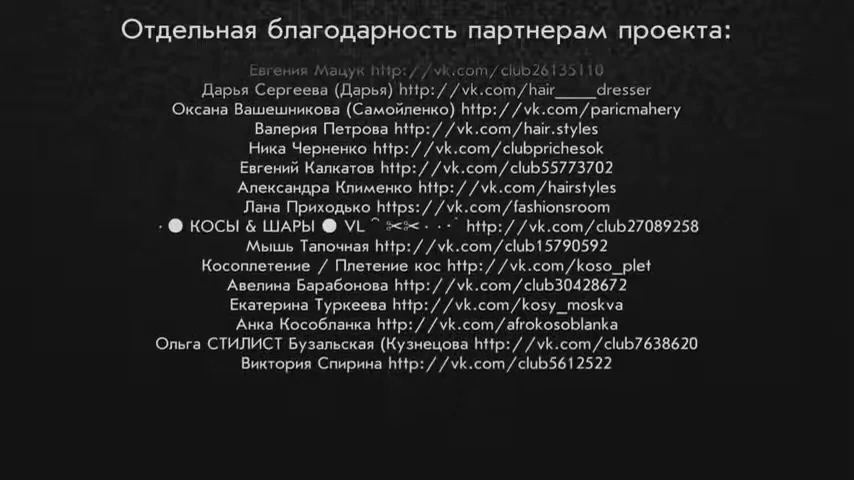 Отдельная благодарность партнерам проекта:
Евгения Мацук http://vk.com/club26135110
Дарья Сергеева (Дарья) http://vk.com/hair_____dresser
Оксана Вашешникова (Самойленко) http://vk.com/paricmahery
Валерия Петрова http://vk.com/hair.styles
Ника Черненко http://vk.com/clubprichesok
Евгений Калкатов http://vk.com/club55773702
Александра Клименко http://vk.com/hairstyles
Лана Приходько https://vk.com/fashionsroom
· ● КОСЫ & ШАРЫ ● VL ⌒ ✂✂ · · ·˙ http://vk.com/club27089258
Мышь Тапочная http://vk.com/club15790592
Косоплетение / Плетение кос http://vk.com/koso_plet
Авелина Барабонова http://vk.com/club30428672
Екатерина Туркеева http://vk.com/kosy_moskva
Анка Кособланка http://vk.com/afrokosoblanka
Ольга СТИЛИСТ Бузальская (Кузнецова http://vk.com/club7638620
Виктория Спирина http://vk.com/club5612522